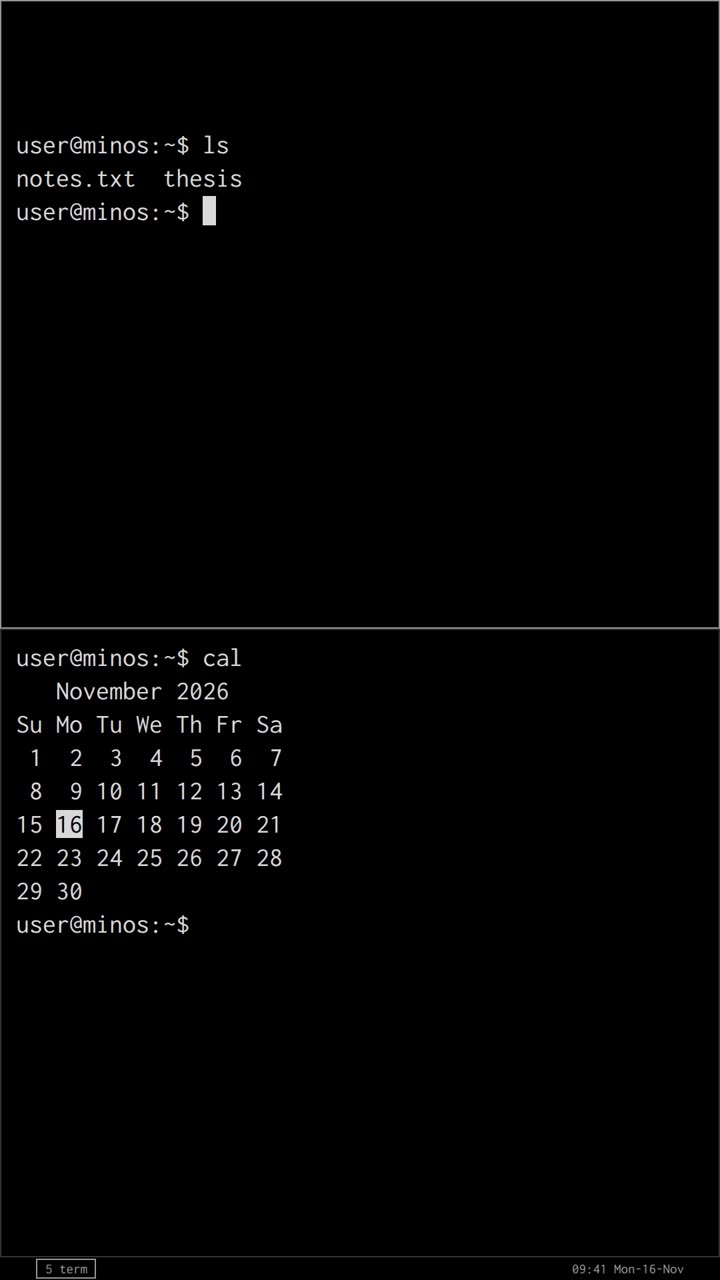 user@minos:~$ ls
notes.txt  thesis
user@minos:~$
user@minos:~$ cal
   November 2026
Su Mo Tu We Th Fr Sa
 1  2  3  4  5  6  7
 8  9 10 11 12 13 14
15 16 17 18 19 20 21
22 23 24 25 26 27 28
29 30
user@minos:~$
5 term
09:41 Mon-16-Nov